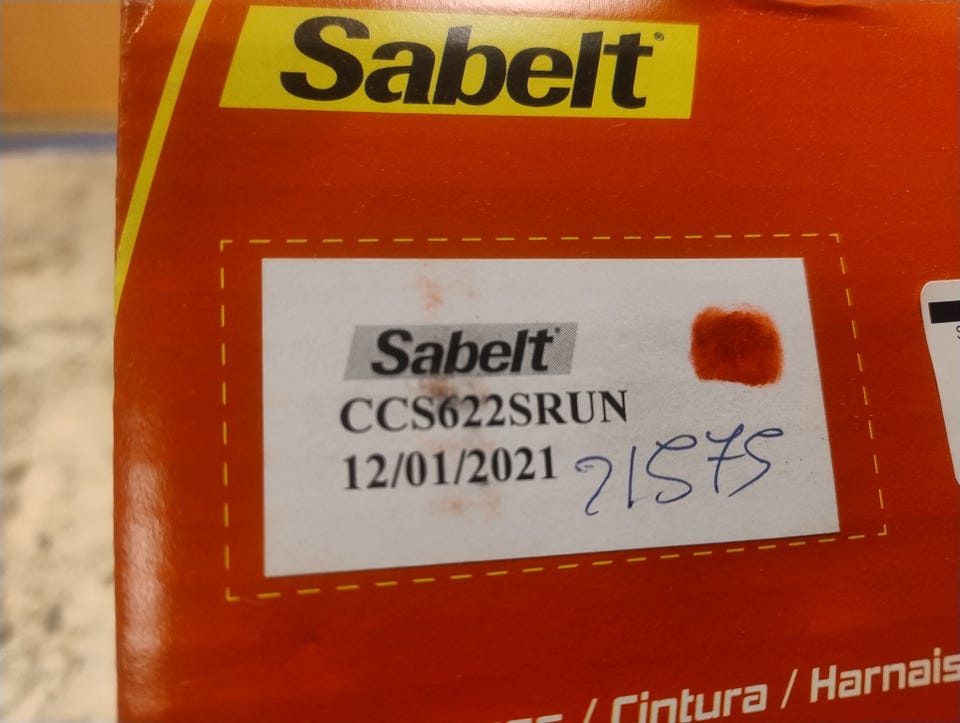 Sabelt®
Sabelt®
CCS622SRUN
12/01/2021 21575
/ Cintura / Harnais